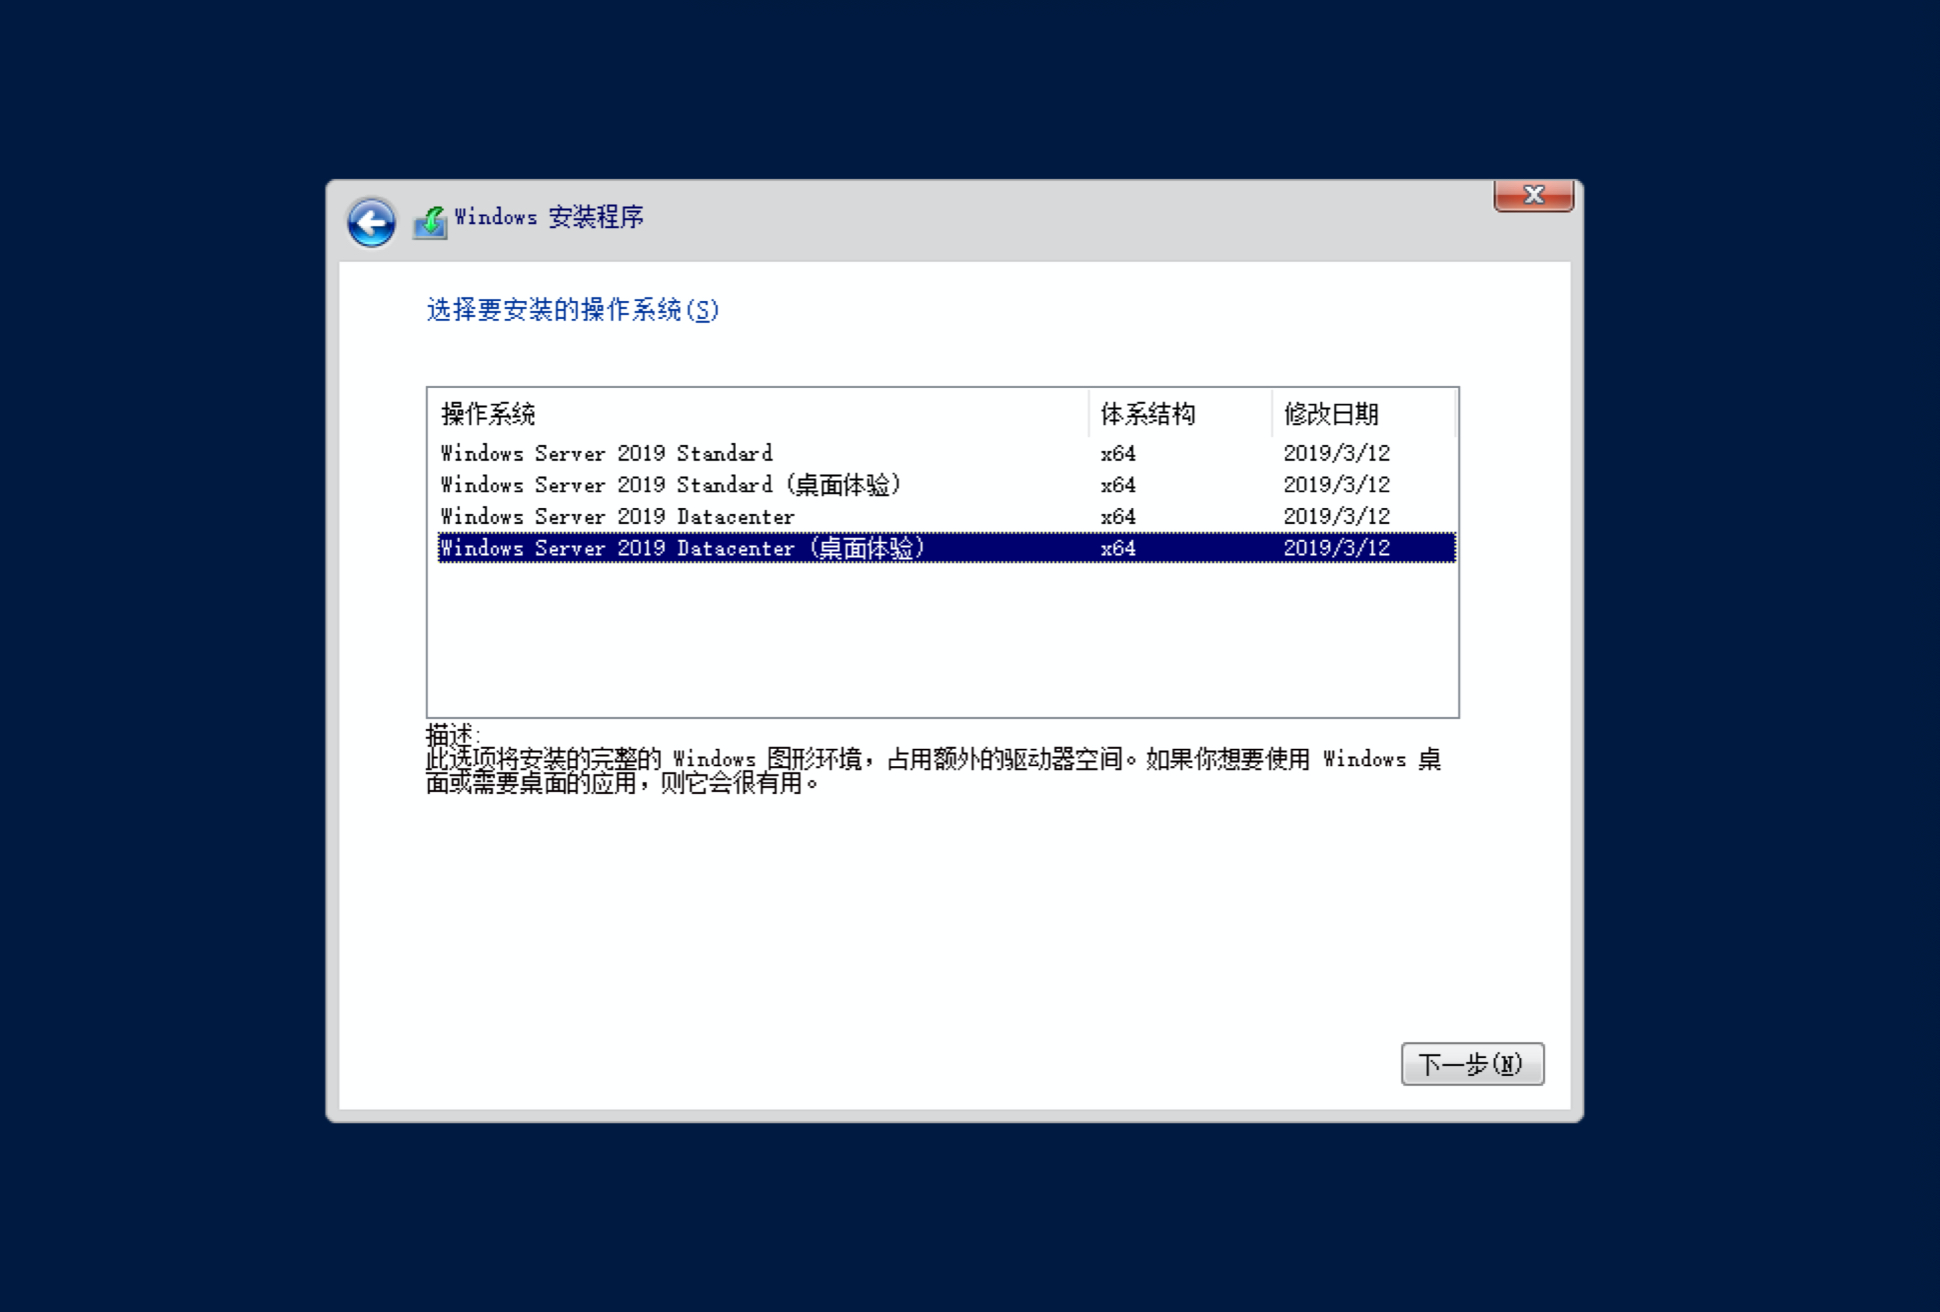 Windows 安装程序
选择要安装的操作系统(S)
操作系统 体系结构 修改日期
Windows Server 2019 Standard x64 2019/3/12
Windows Server 2019 Standard (桌面体验) x64 2019/3/12
Windows Server 2019 Datacenter x64 2019/3/12
Windows Server 2019 Datacenter (桌面体验) x64 2019/3/12
描述:
此选项将安装的完整的 Windows 图形环境，占用额外的驱动器空间。如果你想要使用 Windows 桌
面或需要桌面的应用，则它会很有用。
下一步(N)